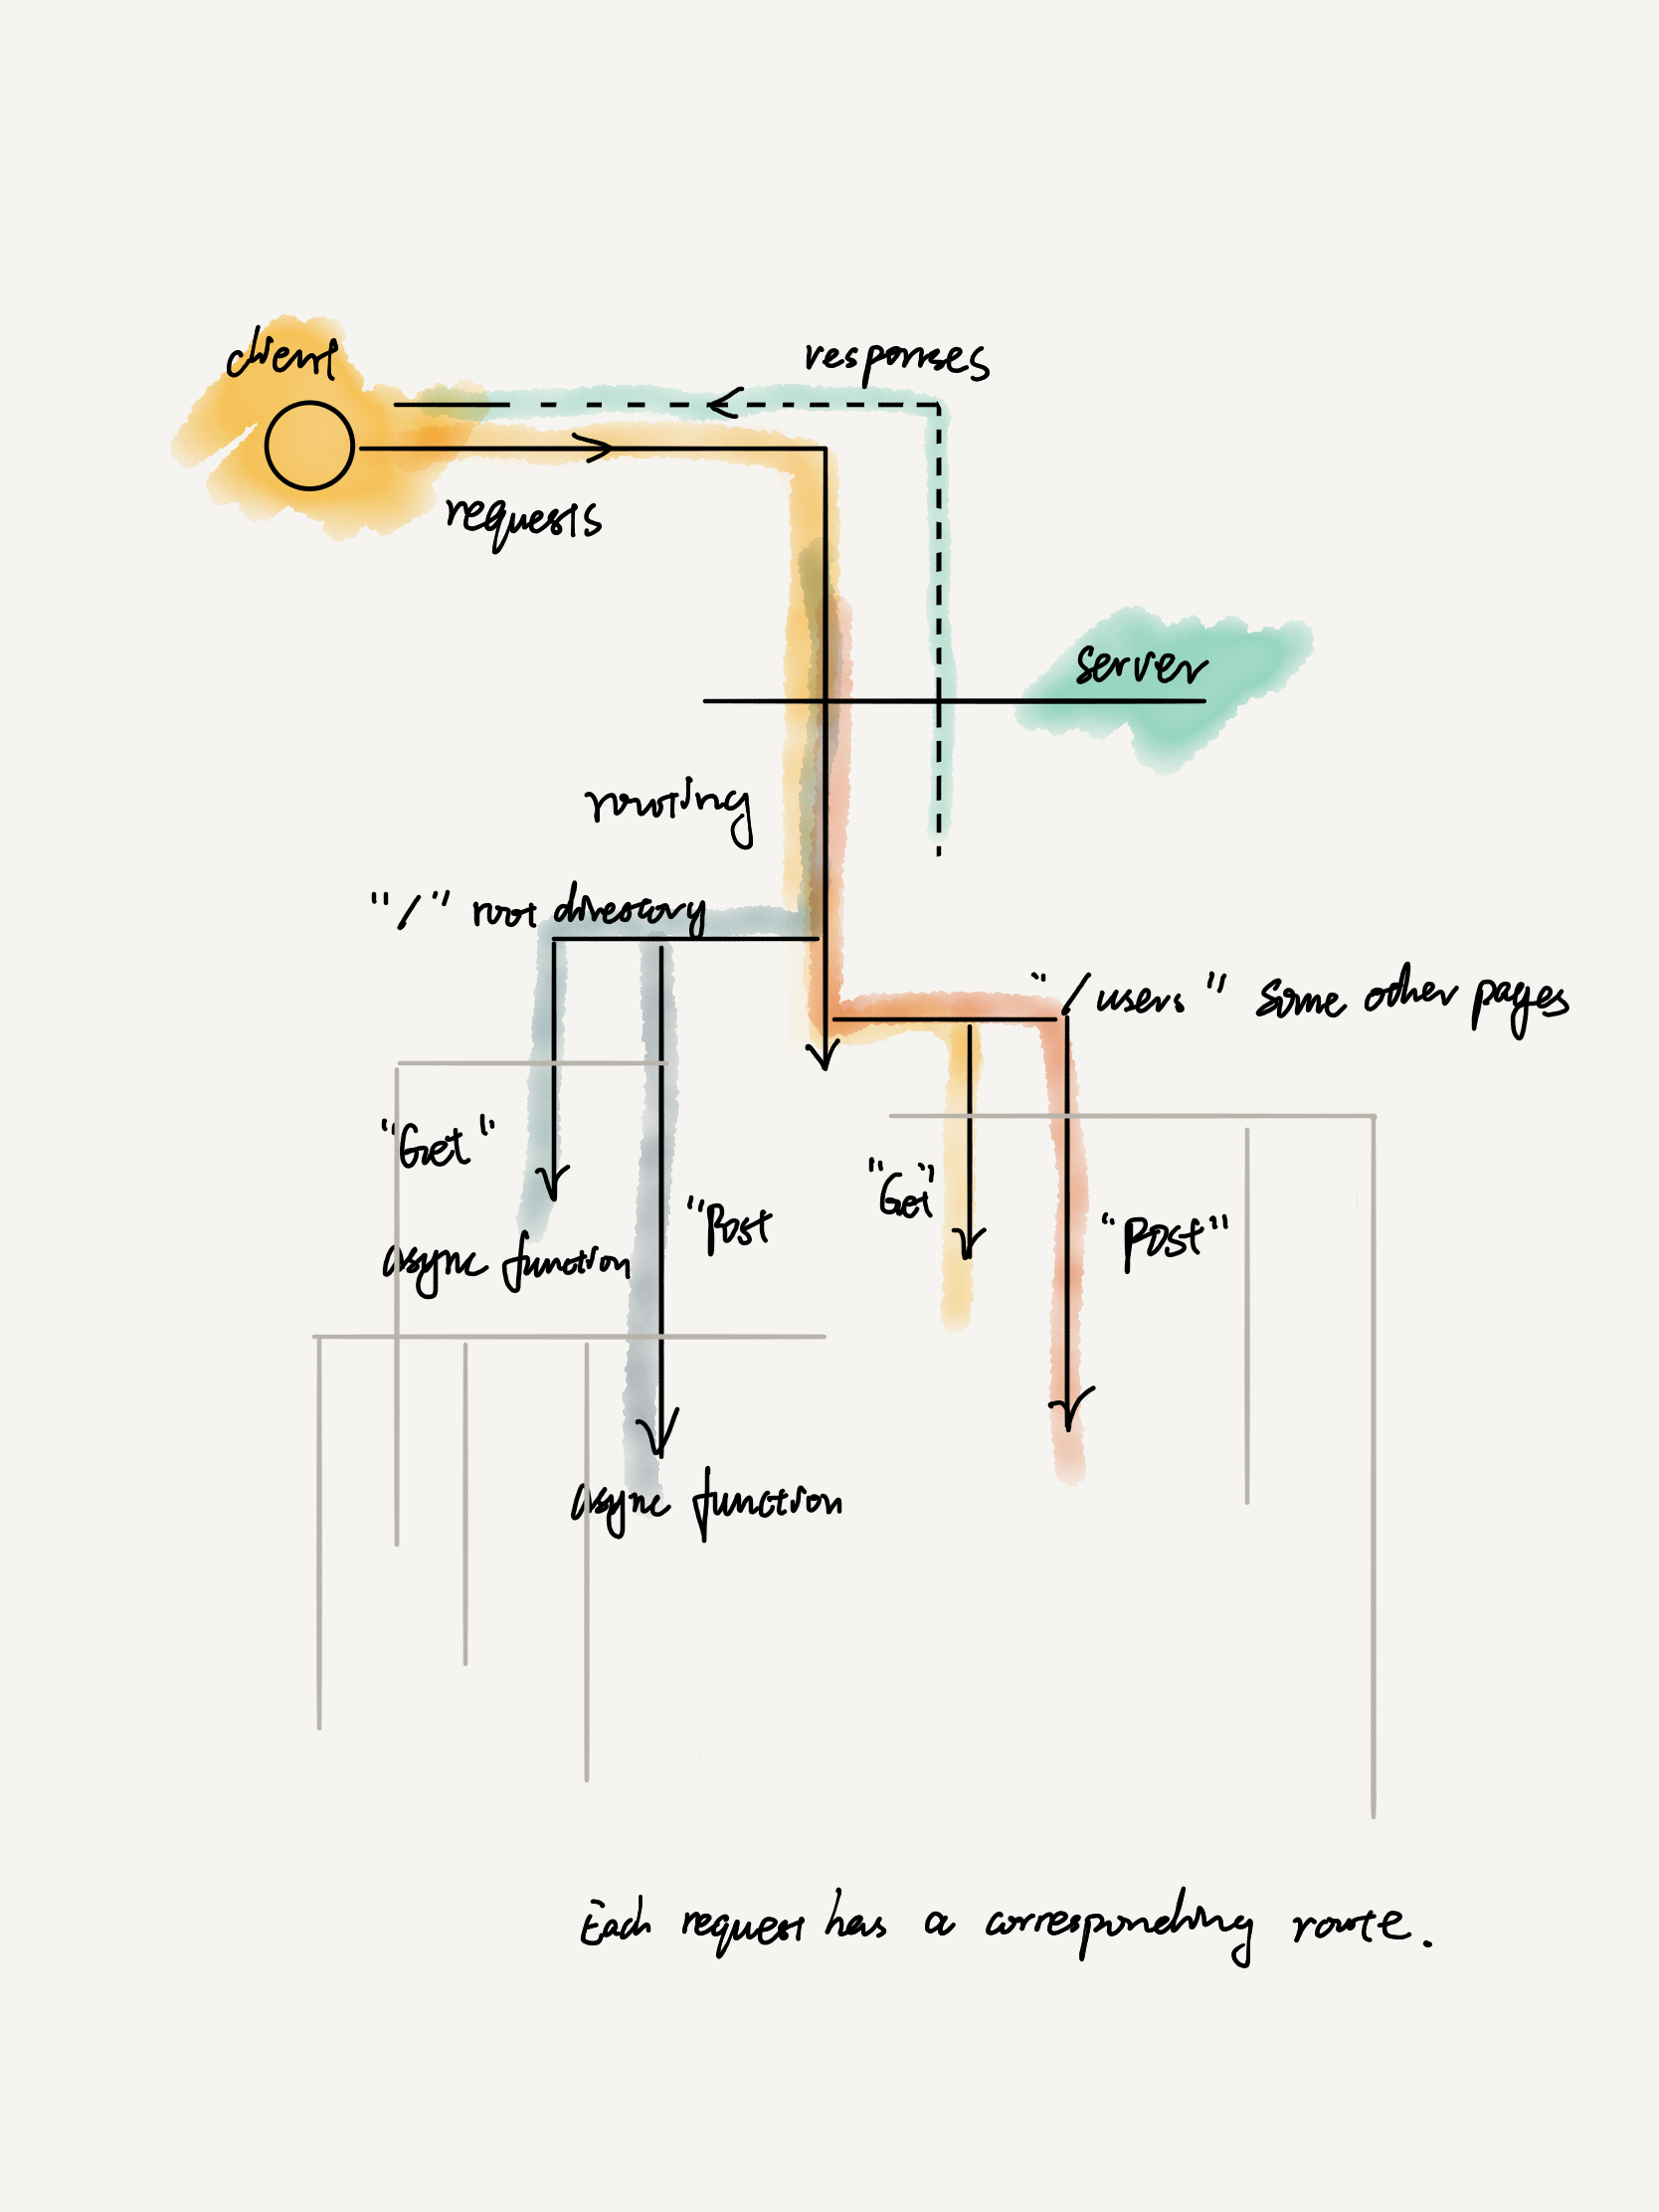 client
responses
requests
server
routing
"/" root directory
"/users" some other pages
"Get"
"Post
"Get"
"Post"
async function
async function
Each request has a corresponding route.